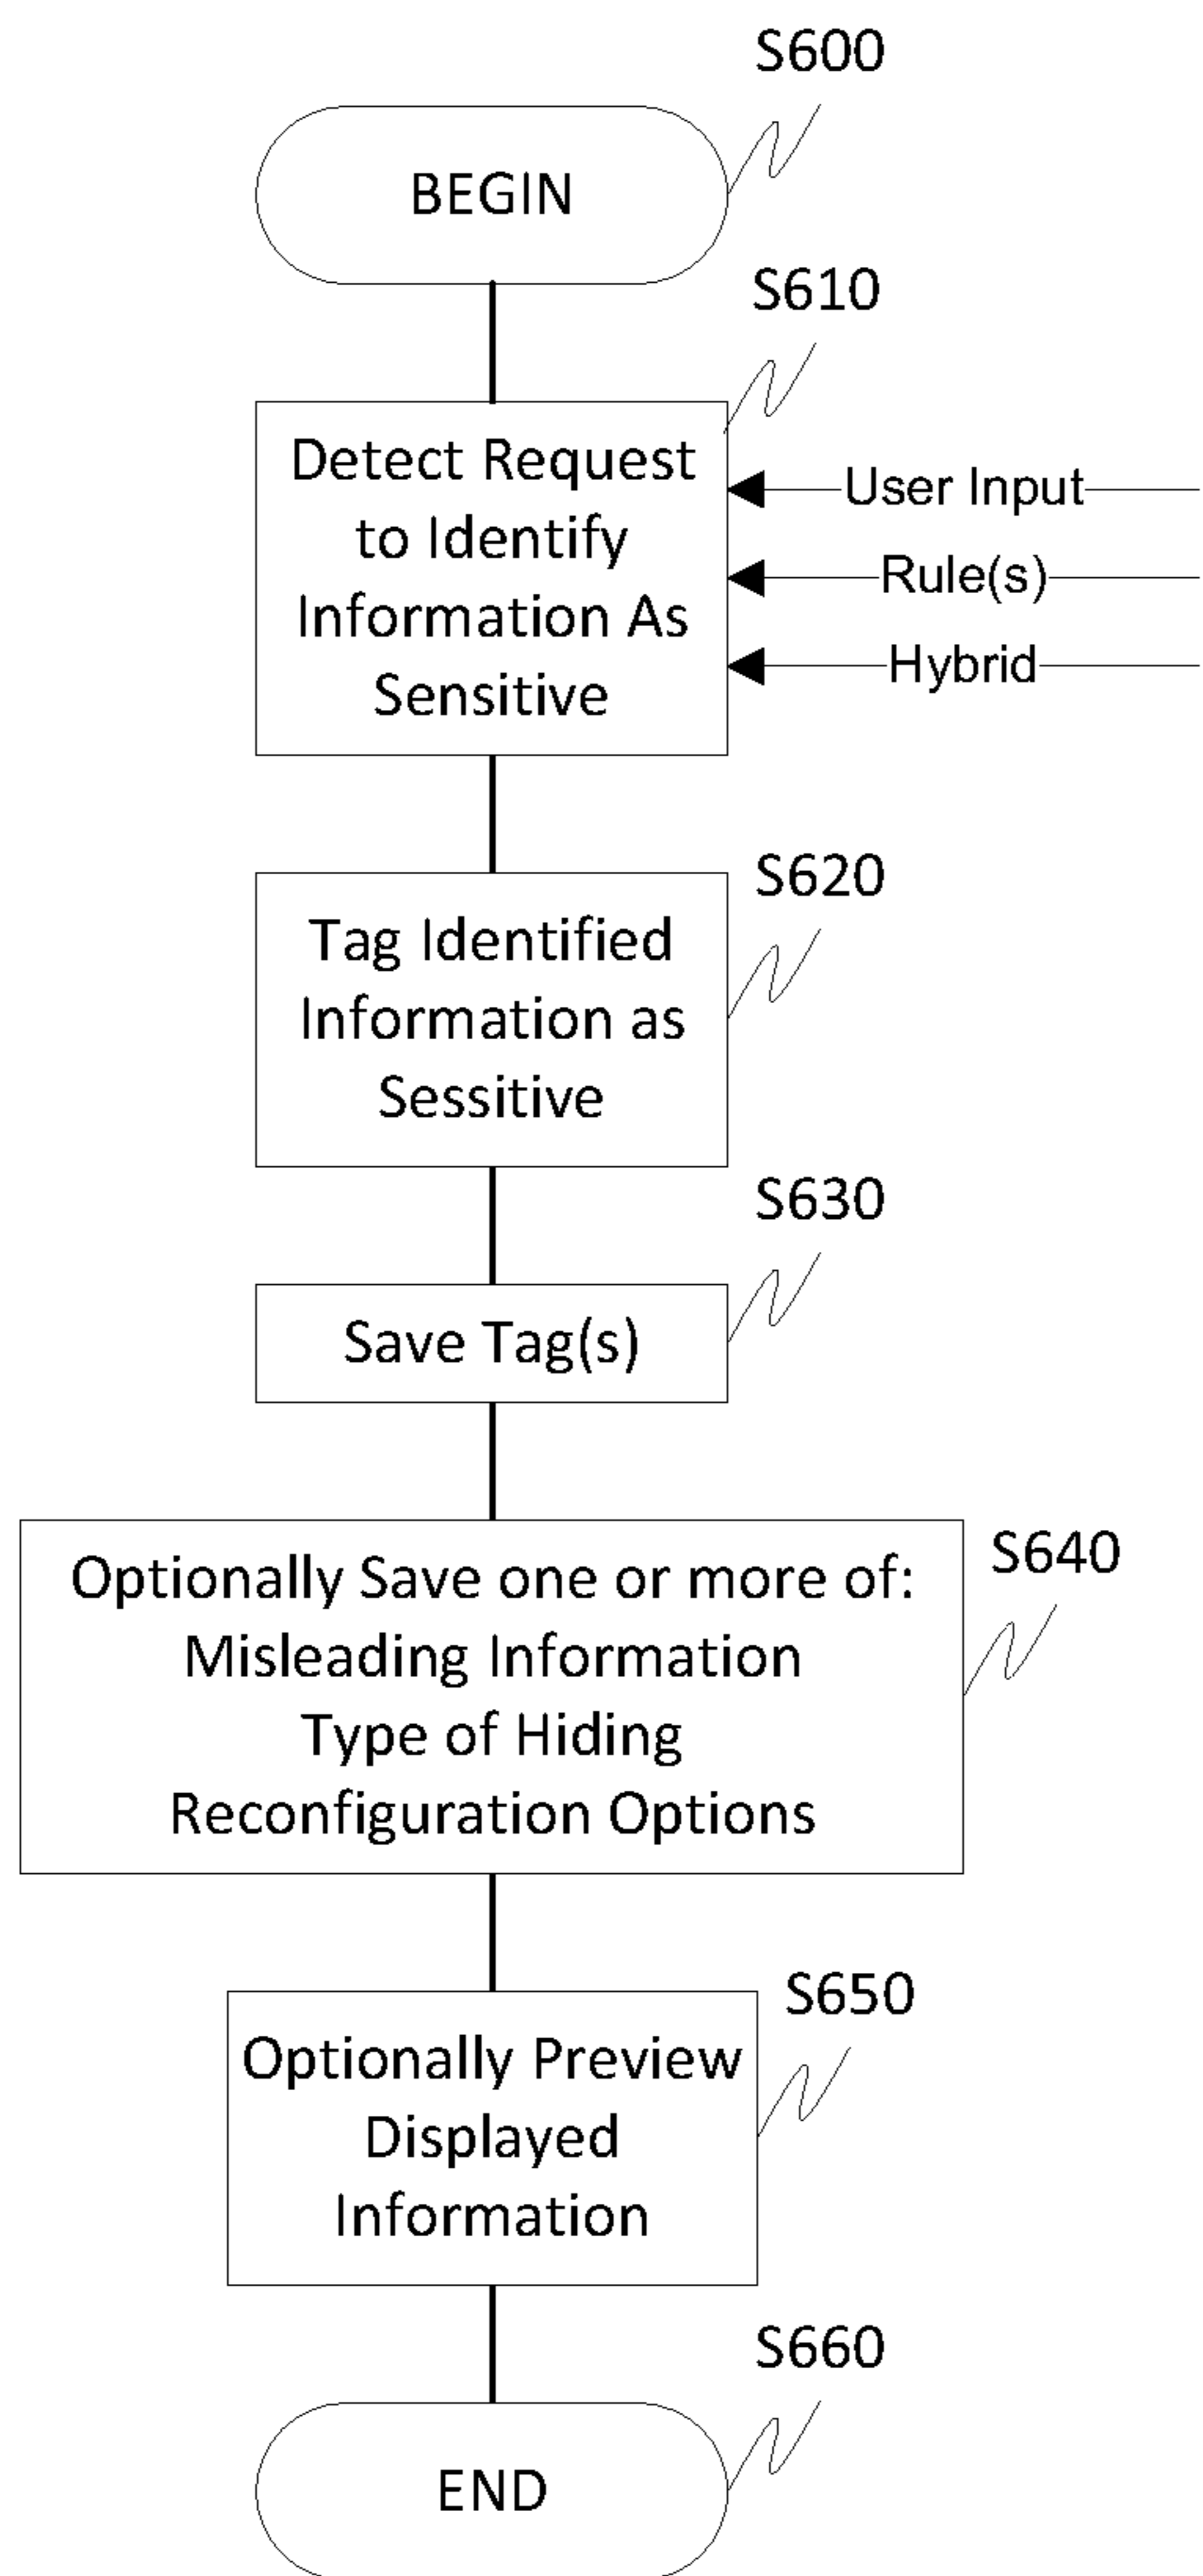 S600
BEGIN
S610
Detect Request
to Identify
Information As
Sensitive
User Input
Rule(s)
Hybrid
S620
Tag Identified
Information as
Sessitive
S630
Save Tag(s)
S640
Optionally Save one or more of:
Misleading Information
Type of Hiding
Reconfiguration Options
S650
Optionally Preview
Displayed
Information
S660
END